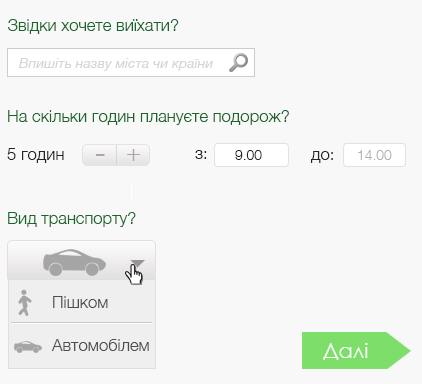 Звідки хочете виїхати?
Впишіть назву міста чи країни
На скільки годин плануєте подорож?
5 годин - + з: 9.00 до: 14.00
Вид транспорту?
Пішком
Автомобілем
Далі